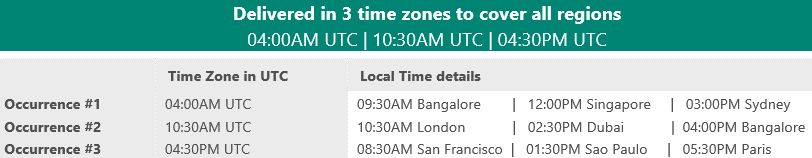 Delivered in 3 time zones to cover all regions
04:00AM UTC | 10:30AM UTC | 04:30PM UTC
Time Zone in UTC Local Time details
Occurrence #1 04:00AM UTC 09:30AM Bangalore | 12:00PM Singapore | 03:00PM Sydney
Occurrence #2 10:30AM UTC 10:30AM London | 02:30PM Dubai | 04:00PM Bangalore
Occurrence #3 04:30PM UTC 08:30AM San Francisco | 01:30PM Sao Paulo | 05:30PM Paris